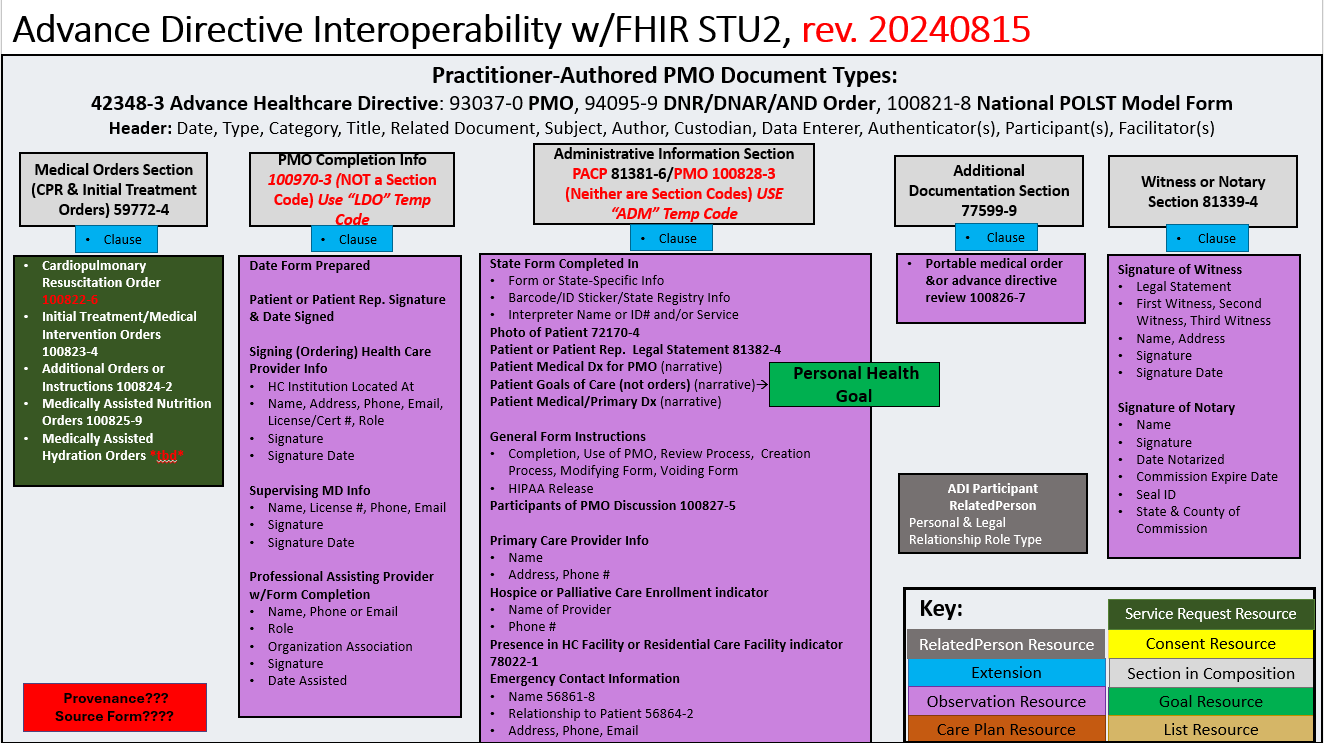 Advance Directive Interoperability w/FHIR STU2, rev. 20240815
Practitioner-Authored PMO Document Types:
42348-3 Advance Healthcare Directive: 93037-0 PMO, 94095-9 DNR/DNAR/AND Order, 100821-8 National POLST Model Form
Header: Date, Type, Category, Title, Related Document, Subject, Author, Custodian, Data Enterer, Authenticator(s), Participant(s), Facilitator(s)
Medical Orders Section
(CPR & Initial Treatment
Orders) 59772-4
• Clause
• Cardiopulmonary
Resuscitation Order
100822-6
• Initial Treatment/Medical
Intervention Orders
100823-4
• Additional Orders or
Instructions 100824-2
• Medically Assisted Nutrition
Orders 100825-9
• Medically Assisted
Hydration Orders
Provenance???
Source Form????
PMO Completion Info
100970-3 (NOT a Section
Code) Use “LDO” Temp
Code
• Clause
Date Form Prepared
Patient or Patient Rep. Signature
& Date Signed
Signing (Ordering) Health Care
Provider Info
• HC Institution Located At
• Name, Address, Phone, Email,
License/Cert #, Role
• Signature
• Signature Date
Supervising MD Info
• Name, License #, Phone, Email
• Signature
• Signature Date
Professional Assisting Provider
w/Form Completion
• Name, Phone or Email
• Role
• Organization Association
• Signature
• Date Assisted
Administrative Information Section
PACP 81381-6/PMO 100828-3
(Neither are Section Codes) USE
“ADM” Temp Code
• Clause
State Form Completed In
• Form or State-Specific Info
• Barcode/ID Sticker/State Registry Info
• Interpreter Name or ID# and/or Service
Photo of Patient 72170-4
Patient or Patient Rep. Legal Statement 81382-4
Patient Medical Dx for PMO (narrative)
Patient Goals of Care (not orders) (narrative)→
Patient Medical/Primary Dx (narrative)
Personal Health
Goal
General Form Instructions
• Completion, Use of PMO, Review Process, Creation
Process, Modifying Form, Voiding Form
• HIPAA Release
Participants of PMO Discussion 100827-5
Primary Care Provider Info
• Name
• Address, Phone #
Hospice or Palliative Care Enrollment indicator
• Name of Provider
• Phone #
Presence in HC Facility or Residential Care Facility indicator
78022-1
Emergency Contact Information
• Name 56861-8
• Relationship to Patient 56864-2
• Address, Phone, Email
Additional
Documentation Section
77599-9
• Clause
• Portable medical order
&or advance directive
review 100826-7
ADI Participant
RelatedPerson
Personal & Legal
Relationship Role Type
Witness or Notary
Section 81339-4
• Clause
Signature of Witness
• Legal Statement
• First Witness, Second
Witness, Third Witness
• Name, Address
• Signature
• Signature Date
Signature of Notary
• Name
• Signature
• Date Notarized
• Commission Expire Date
• Seal ID
• State & County of
Commission
Key:
Service Request Resource
RelatedPerson Resource
Consent Resource
Extension
Section in Composition
Observation Resource
Goal Resource
Care Plan Resource
List Resource